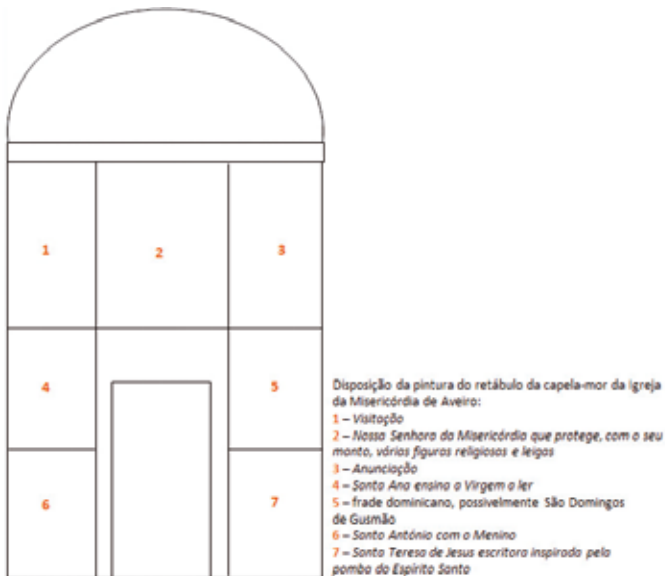 1
2
3
4
5
6
7
Disposição da pintura do retábulo da capela-mor da Igreja
da Misericórdia de Aveiro:
1 – Visitação
2 – Nossa Senhora da Misericórdia que protege, com o seu
manto, várias figuras religiosas e leigas
3 – Anunciação
4 – Santa Ana ensina a Virgem a ler
5 – frade dominicano, possivelmente São Domingos
de Gusmão
6 – Santo António com o Menino
7 – Santa Teresa de Jesus escritora inspirada pela
pomba do Espírito Santo